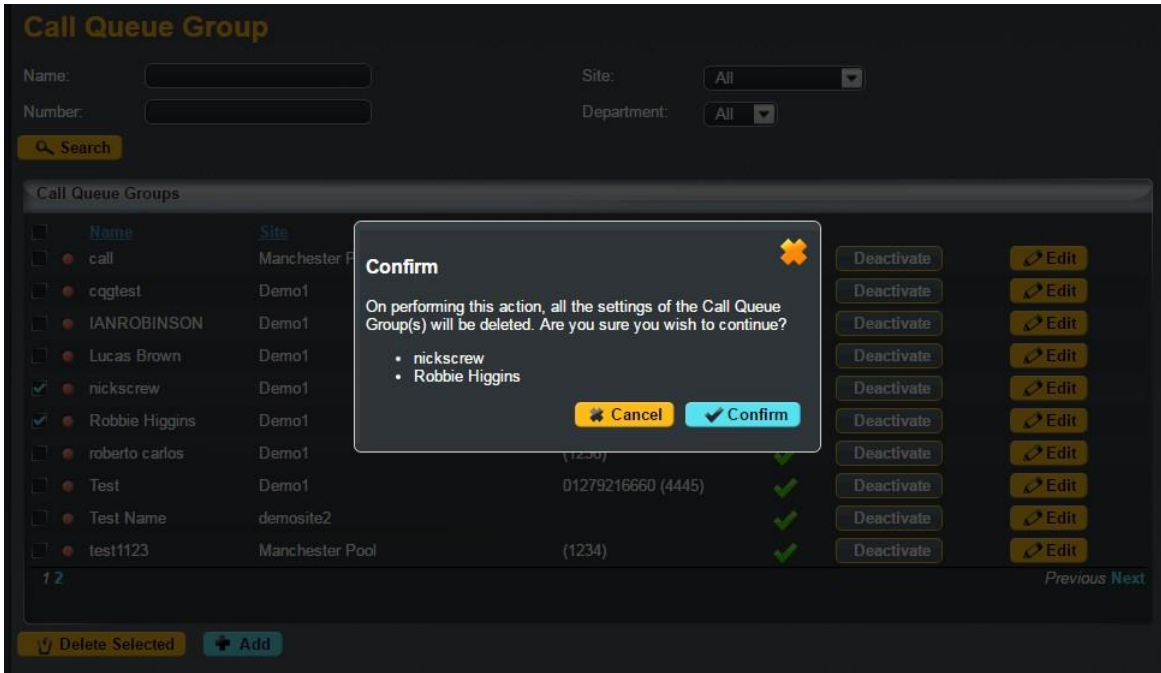 Call Queue Group
Name: Site: All
Number: Department: All
Search
Call Queue Groups
Name Site
call Manchester P Deactivate Edit
cqgtest Demo1 Deactivate Edit
IANROBINSON Demo1 Deactivate Edit
Lucas Brown Demo1 Deactivate Edit
nickscrew Demo1 Deactivate Edit
Robbie Higgins Demo1 Deactivate Edit
roberto carlos Demo1 (1236) Deactivate Edit
Test Demo1 01279216660 (4445) Deactivate Edit
Test Name demosite2 Deactivate Edit
test1123 Manchester Pool (1234) Deactivate Edit
1 2 Previous Next
Delete Selected Add
Confirm
On performing this action, all the settings of the Call Queue
Group(s) will be deleted. Are you sure you wish to continue?
• nickscrew
• Robbie Higgins
Cancel Confirm